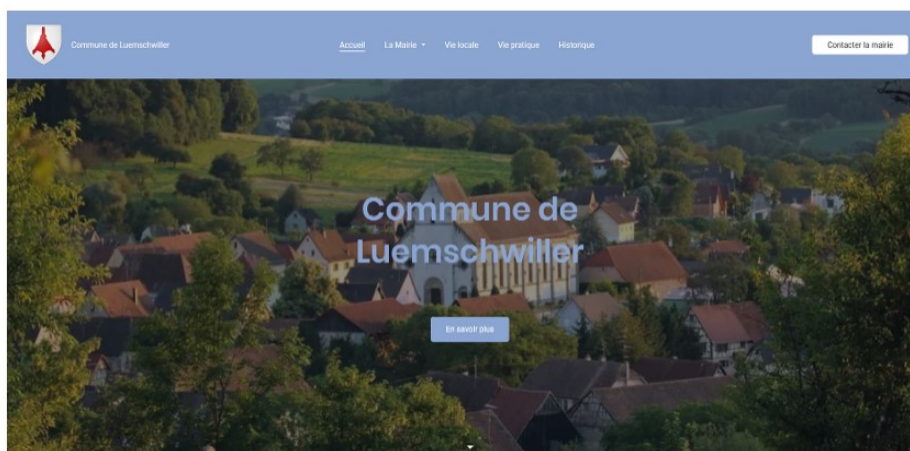 Commune de Luemschwiller
Accueil
La Mairie
Vie locale
Vie pratique
Historique
Contacter la mairie
Commune de
Luemschwiller
En savoir plus